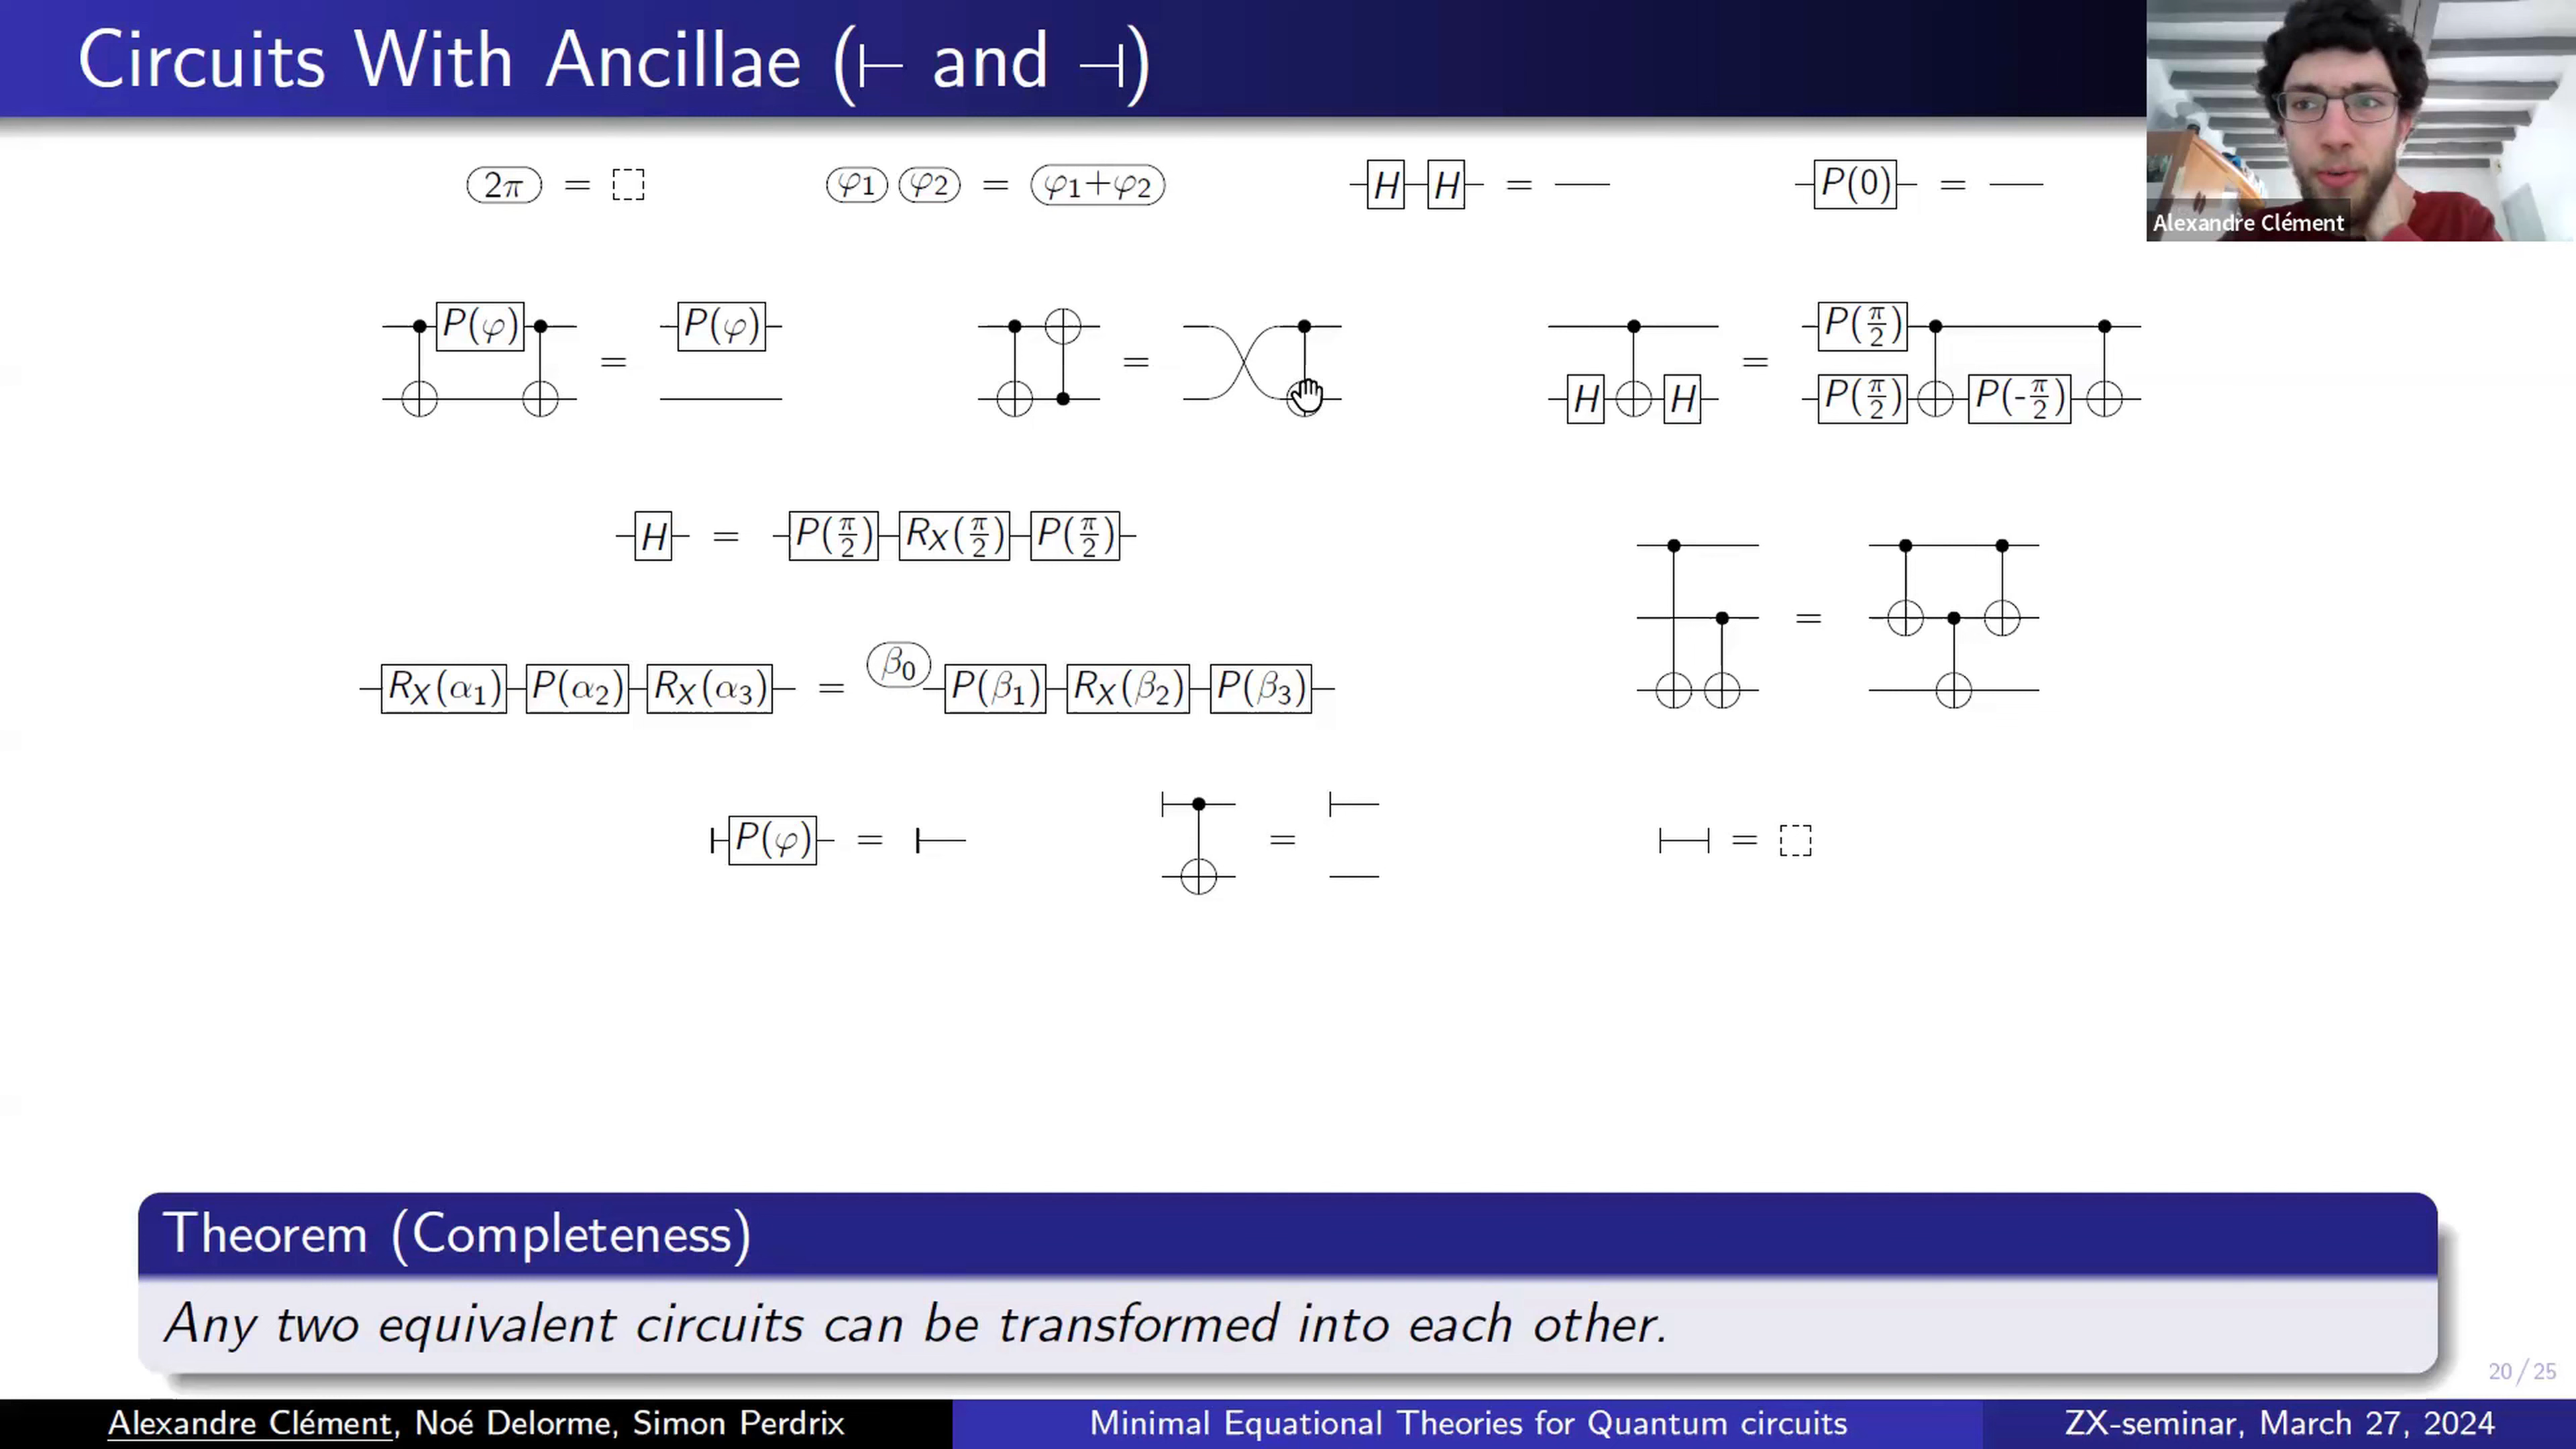 Circuits With Ancillae (⊢ and ⊣)
Alexandre Clément
2π = φ1 φ2 = φ1+φ2 H H = P(0) =
P(φ) = P(φ) = H H = P(π/2) P(π/2) P(-π/2)
H = P(π/2) RX(π/2) P(π/2) =
RX(α1) P(α2) RX(α3) = β0 P(β1) RX(β2) P(β3)
P(φ) = = =
Theorem (Completeness)
Any two equivalent circuits can be transformed into each other.
20/25
Alexandre Clément, Noé Delorme, Simon Perdrix Minimal Equational Theories for Quantum circuits ZX-seminar, March 27, 2024